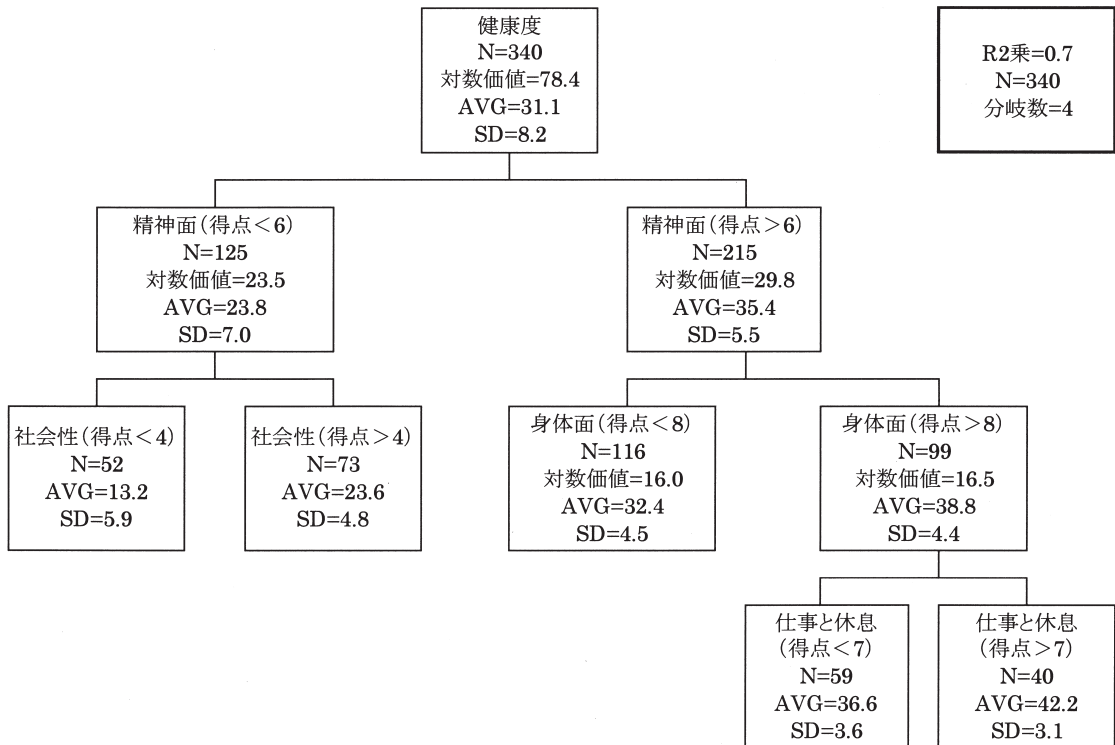 健康度
N=340
対数価値=78.4
AVG=31.1
SD=8.2
R2乗=0.7
N=340
分岐数=4
精神面(得点<6)
N=125
対数価値=23.5
AVG=23.8
SD=7.0
精神面(得点>6)
N=215
対数価値=29.8
AVG=35.4
SD=5.5
社会性(得点<4)
N=52
AVG=13.2
SD=5.9
社会性(得点>4)
N=73
AVG=23.6
SD=4.8
身体面(得点<8)
N=116
対数価値=16.0
AVG=32.4
SD=4.5
身体面(得点>8)
N=99
対数価値=16.5
AVG=38.8
SD=4.4
仕事と休息
(得点<7)
N=59
AVG=36.6
SD=3.6
仕事と休息
(得点>7)
N=40
AVG=42.2
SD=3.1